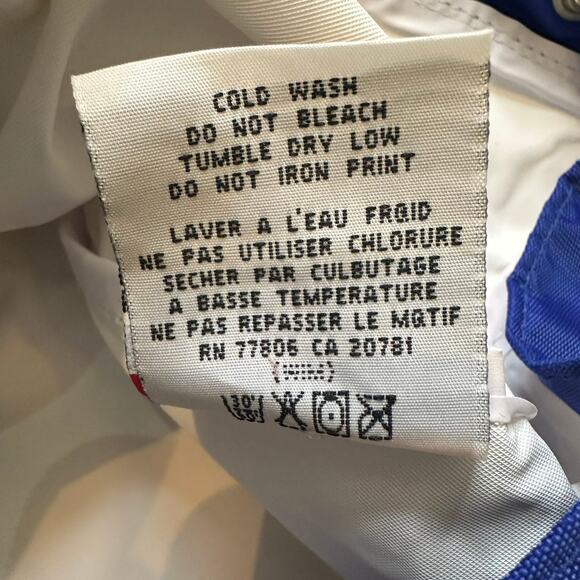 COLD WASH
DO NOT BLEACH
TUMBLE DRY LOW
DO NOT IRON PRINT
LAVER A L'EAU FROID
NE PAS UTILISER CHLORURE
SECHER PAR CULBUTAGE
A BASSE TEMPERATURE
NE PAS REPASSER LE MOTIF
RN 77806 CA 20781
30'